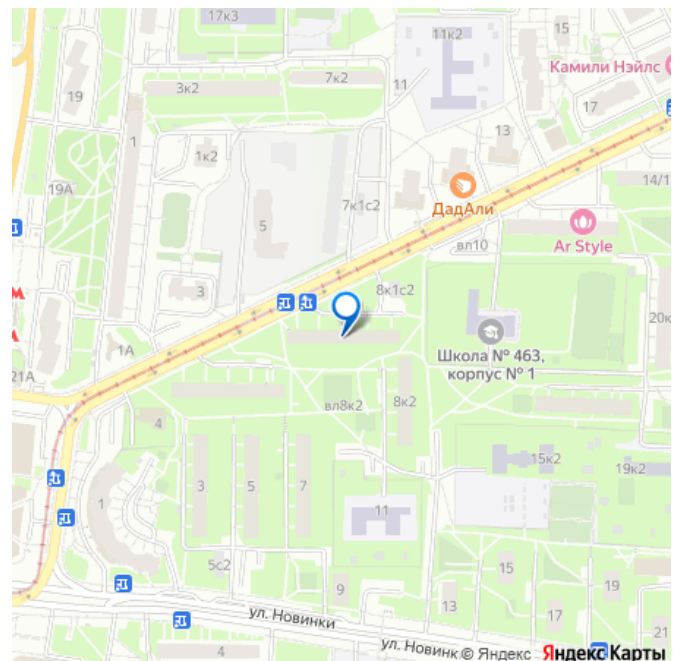 17к3
15
11к2
Камили Нэйлс
7к2
11
3к2
19
17
13
1
1к2
14/1
19А
7к1с2
ДадАли
5
вл10
Ar Style
3
8к1с2
20к
Школа № 463,
корпус № 1
1А
21А
вл8к2
8к2
4
15к2
19к2
3
5
7
1
11
5с2
9
15
19
13
17
ул. Новинки
21
4
ул. Новинк
© Яндекс Яндекс Карты